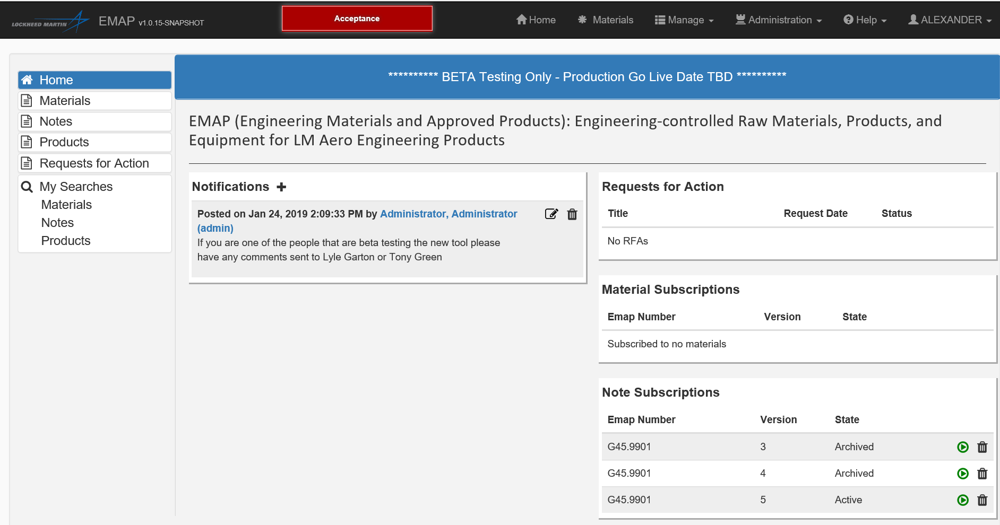 LOCKHEED MARTIN EMAP v1.0.15-SNAPSHOT Acceptance Home Materials Manage Administration Help ALEXANDER
********** BETA Testing Only - Production Go Live Date TBD **********
Home
Materials
Notes
Products
Requests for Action
My Searches
Materials
Notes
Products
EMAP (Engineering Materials and Approved Products): Engineering-controlled Raw Materials, Products, and
Equipment for LM Aero Engineering Products
Notifications
Posted on Jan 24, 2019 2:09:33 PM by Administrator, Administrator
(admin)
If you are one of the people that are beta testing the new tool please
have any comments sent to Lyle Garton or Tony Green
Requests for Action
Title Request Date Status
No RFAs
Material Subscriptions
Emap Number Version State
Subscribed to no materials
Note Subscriptions
Emap Number Version State
G45.9901 3 Archived
G45.9901 4 Archived
G45.9901 5 Active